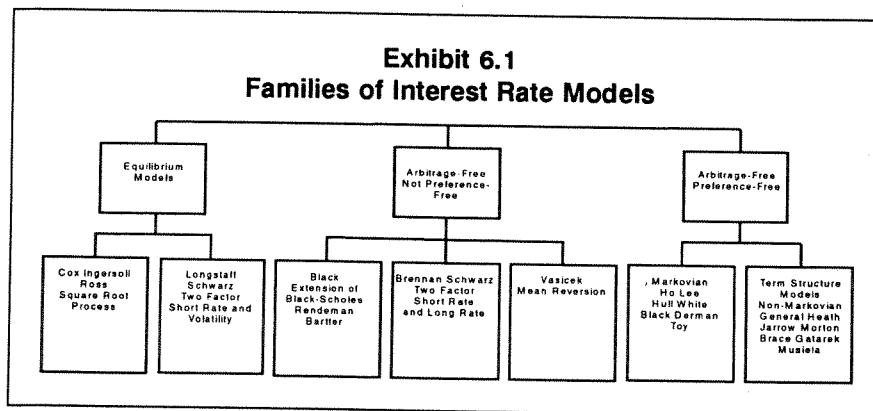 Exhibit 6.1
Families of Interest Rate Models
Equilibrium
Models
Arbitrage-Free
Not Preference-
Free
Arbitrage-Free
Preference-Free
Cox Ingersoll
Ross
Square Root
Process
Longstaff
Schwarz
Two Factor
Short Rate and
Volatility
Black
Extension of
Black-Scholes
Rendeman
Bartter
Brennan Schwarz
Two Factor
Short Rate
and Long Rate
Vasicek
Mean Reversion
, Markovian
Ho Lee
Hull White
Black Derman
Toy
Term Structure
Models
Non-Markovian
General Heath
Jarrow Morton
Brace Gatarek
Musiela